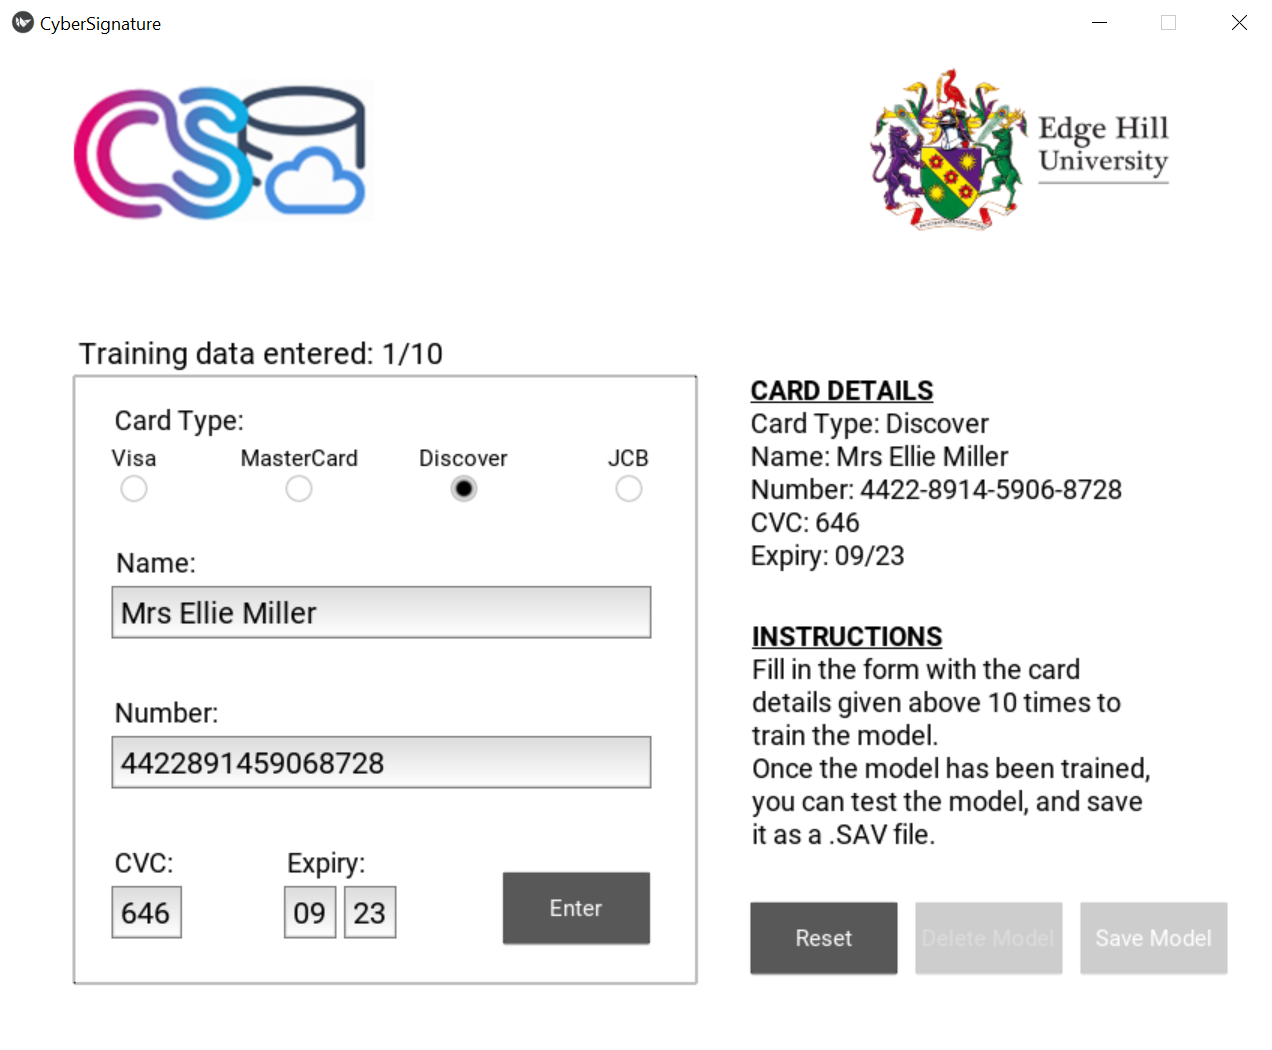 CyberSignature
CS
Edge Hill
University
Training data entered: 1/10
Card Type:
Visa MasterCard Discover JCB
Name:
Mrs Ellie Miller
Number:
4422891459068728
CVC: Expiry:
646 09 23
Enter
CARD DETAILS
Card Type: Discover
Name: Mrs Ellie Miller
Number: 4422-8914-5906-8728
CVC: 646
Expiry: 09/23
INSTRUCTIONS
Fill in the form with the card
details given above 10 times to
train the model.
Once the model has been trained,
you can test the model, and save
it as a .SAV file.
Reset Delete Model Save Model